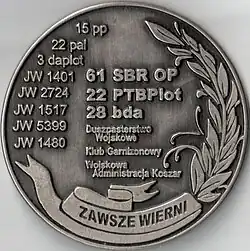 15 pp
22 pal
3 daplot
JW 1401
JW 2724
JW 1517
JW 5399
JW 1480
61 SBR OP
22 PTBPlot
28 bda
Duszpasterstwo
Wojskowe
Klub Garnizonowy
Wojskowa
Administracja Koszar
ZAWSZE WIERNI